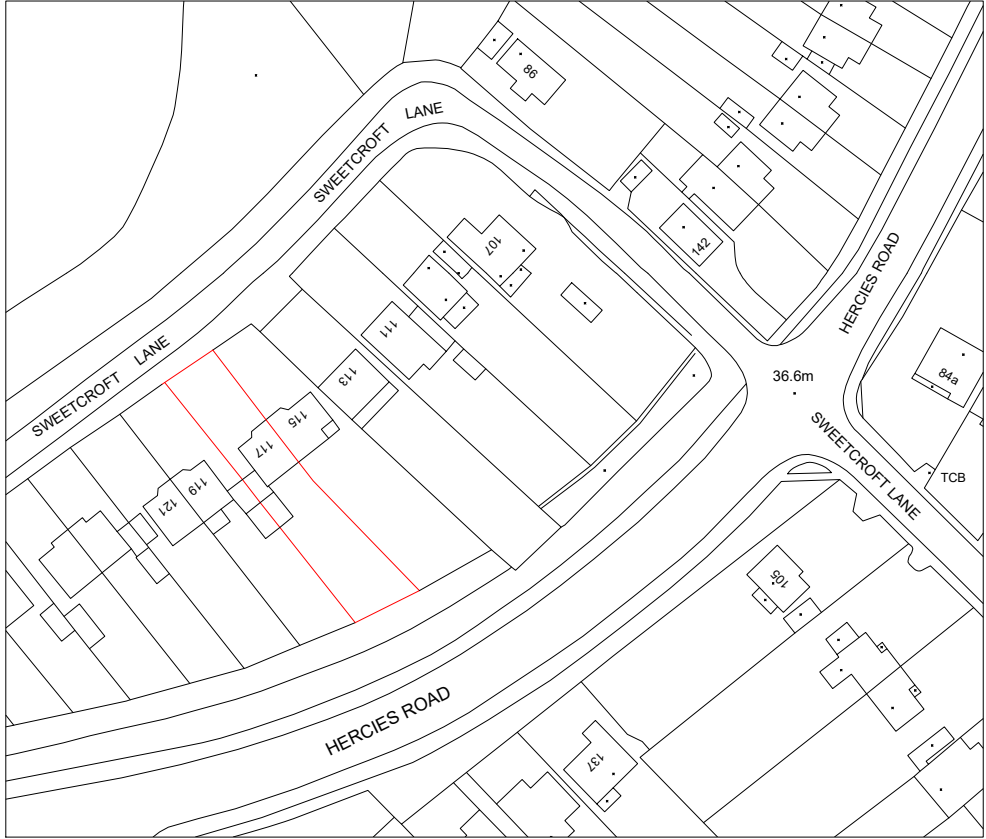 86
SWEETCROFT LANE
142
HERCIES ROAD
107
111
113
SWEETCROFT LANE
36.6m
84a
115
117
SWEETCROFT LANE
TCB
119
121
105
HERCIES ROAD
137